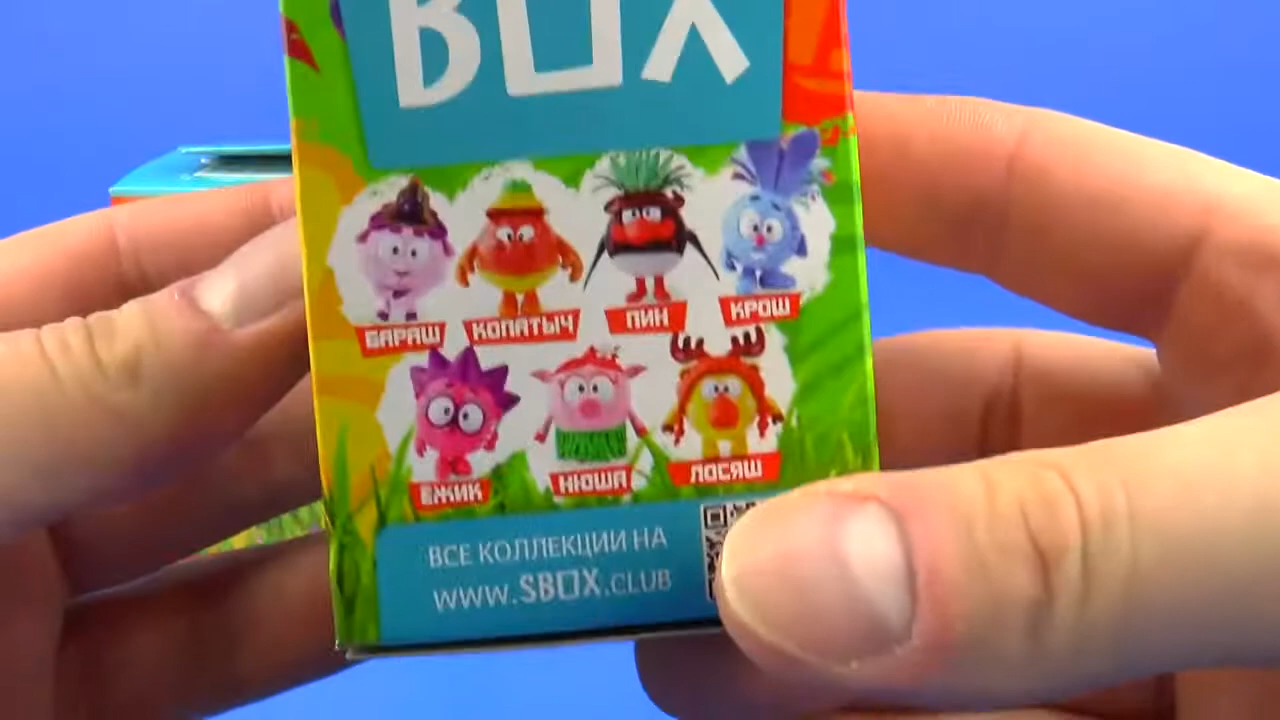 BOX
БАРАШ КОПАТЫЧ ПИН КРОШ
ЁЖИК НЮША ЛОСЯШ
ВСЕ КОЛЛЕКЦИИ НА
WWW.SBOX.CLUB